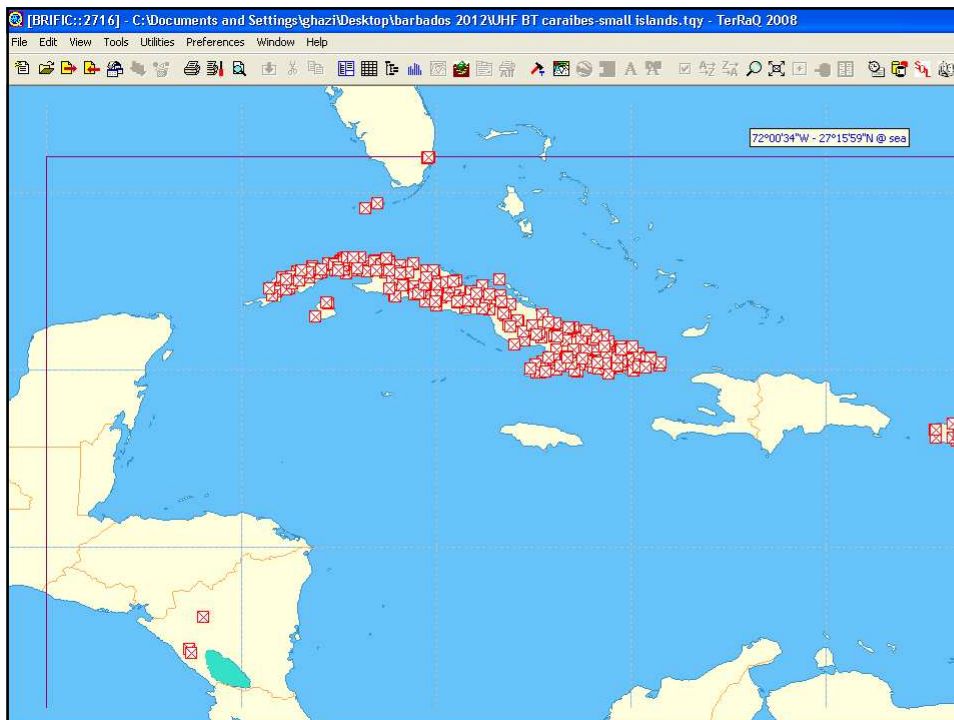 [BRIFIC::2716] - C:\Documents and Settings\ghazi\Desktop\barbados 2012\UHF BT caraibes-small islands.tqy - TerRaQ 2008
File Edit View Tools Utilities Preferences Window Help
72°00'34"W - 27°15'59"N @ sea